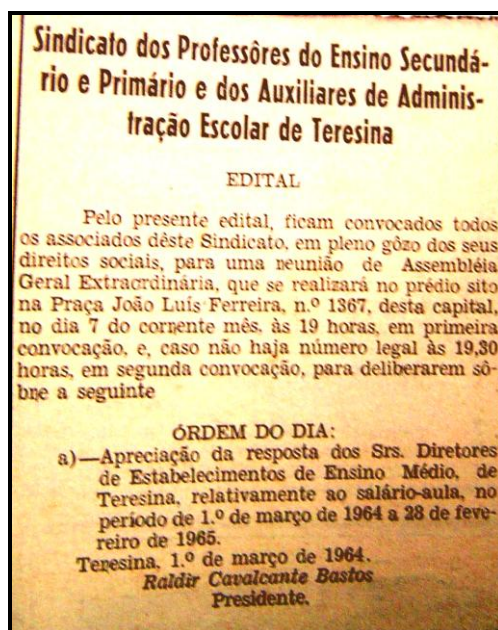 Sindicato dos Professôres do Ensino Secundá-
rio e Primário e dos Auxiliares de Adminis-
tração Escolar de Teresina
EDITAL
Pelo presente edital, ficam convocados todos
os associados dêste Sindicato, em pleno gôzo dos seus
direitos sociais, para uma reunião de Assembléia
Geral Extraordinária, que se realizará no prédio sito
na Praça João Luís Ferreira, n.º 1367, desta capital,
no dia 7 do corrente mês, às 19 horas, em primeira
convocação, e, caso não haja número legal às 19,30
horas, em segunda convocação, para deliberarem sô-
bre a seguinte
ÓRDEM DO DIA:
a)—Apreciação da resposta dos Srs. Diretores
de Estabelecimentos de Ensino Médio, de
Teresina, relativamente ao salário-aula, no
período de 1.º de março de 1964 a 28 de feve-
reiro de 1965.
Teresina, 1.º de março de 1964.
Raldir Cavalcante Bastos
Presidente.